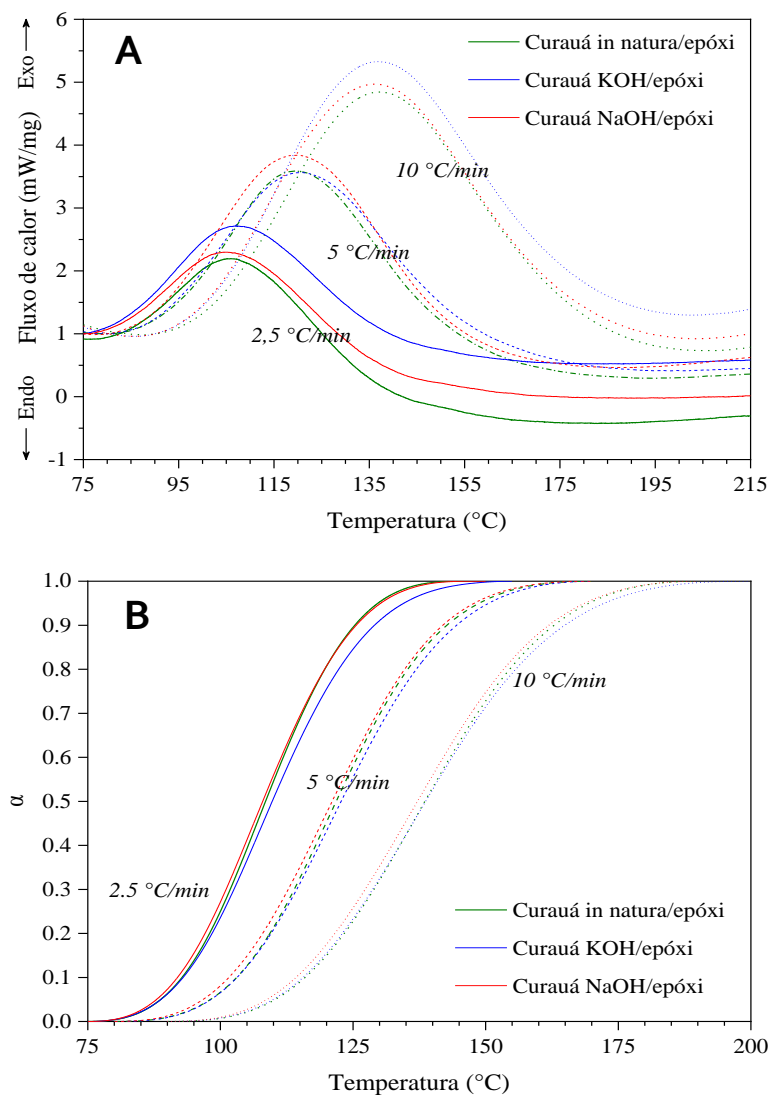 A
Curauá in natura/epóxi
Curauá KOH/epóxi
Curauá NaOH/epóxi
10 °C/min
5 °C/min
2,5 °C/min
Endo Fluxo de calor (mW/mg) Exo
6
5
4
3
2
1
0
-1
75 95 115 135 155 175 195 215
Temperatura (°C)
B
1.0
0.9
0.8
0.7
0.6
0.5
0.4
0.3
0.2
0.1
0.0
α
10 °C/min
5 °C/min
2.5 °C/min
Curauá in natura/epóxi
Curauá KOH/epóxi
Curauá NaOH/epóxi
75 100 125 150 175 200
Temperatura (°C)